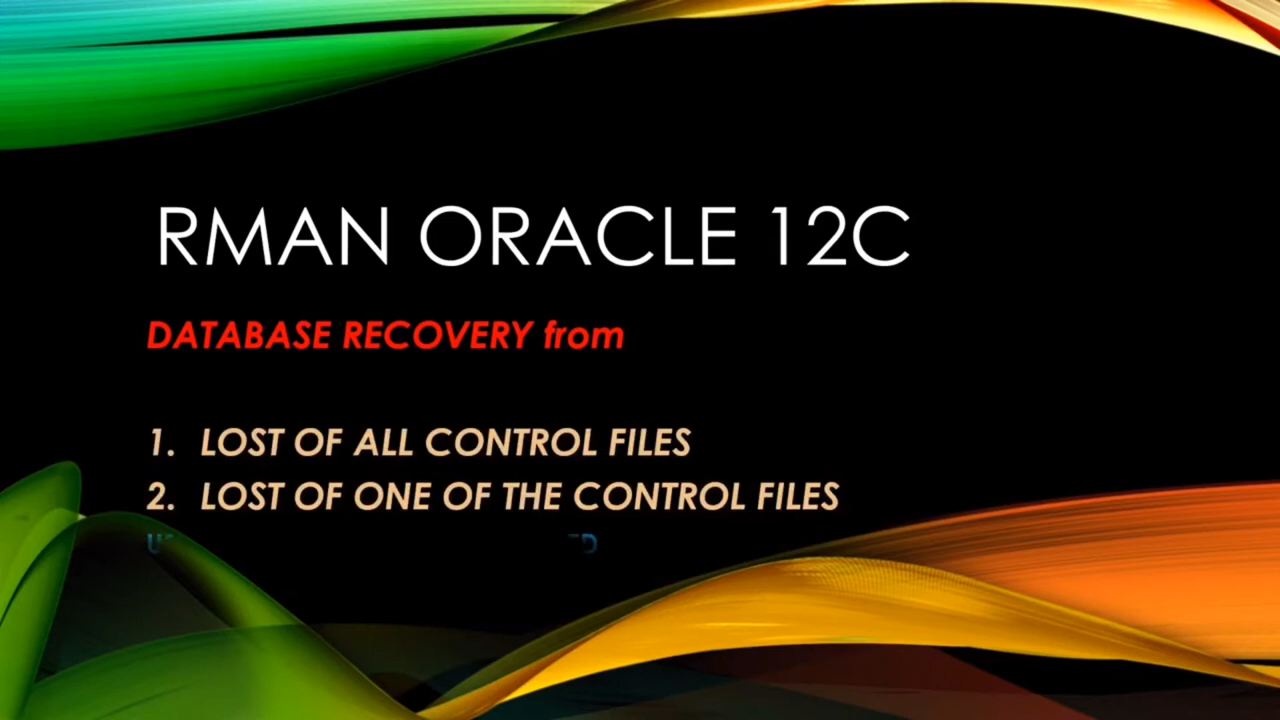 RMAN ORACLE 12C
DATABASE RECOVERY from
1. LOST OF ALL CONTROL FILES
2. LOST OF ONE OF THE CONTROL FILES